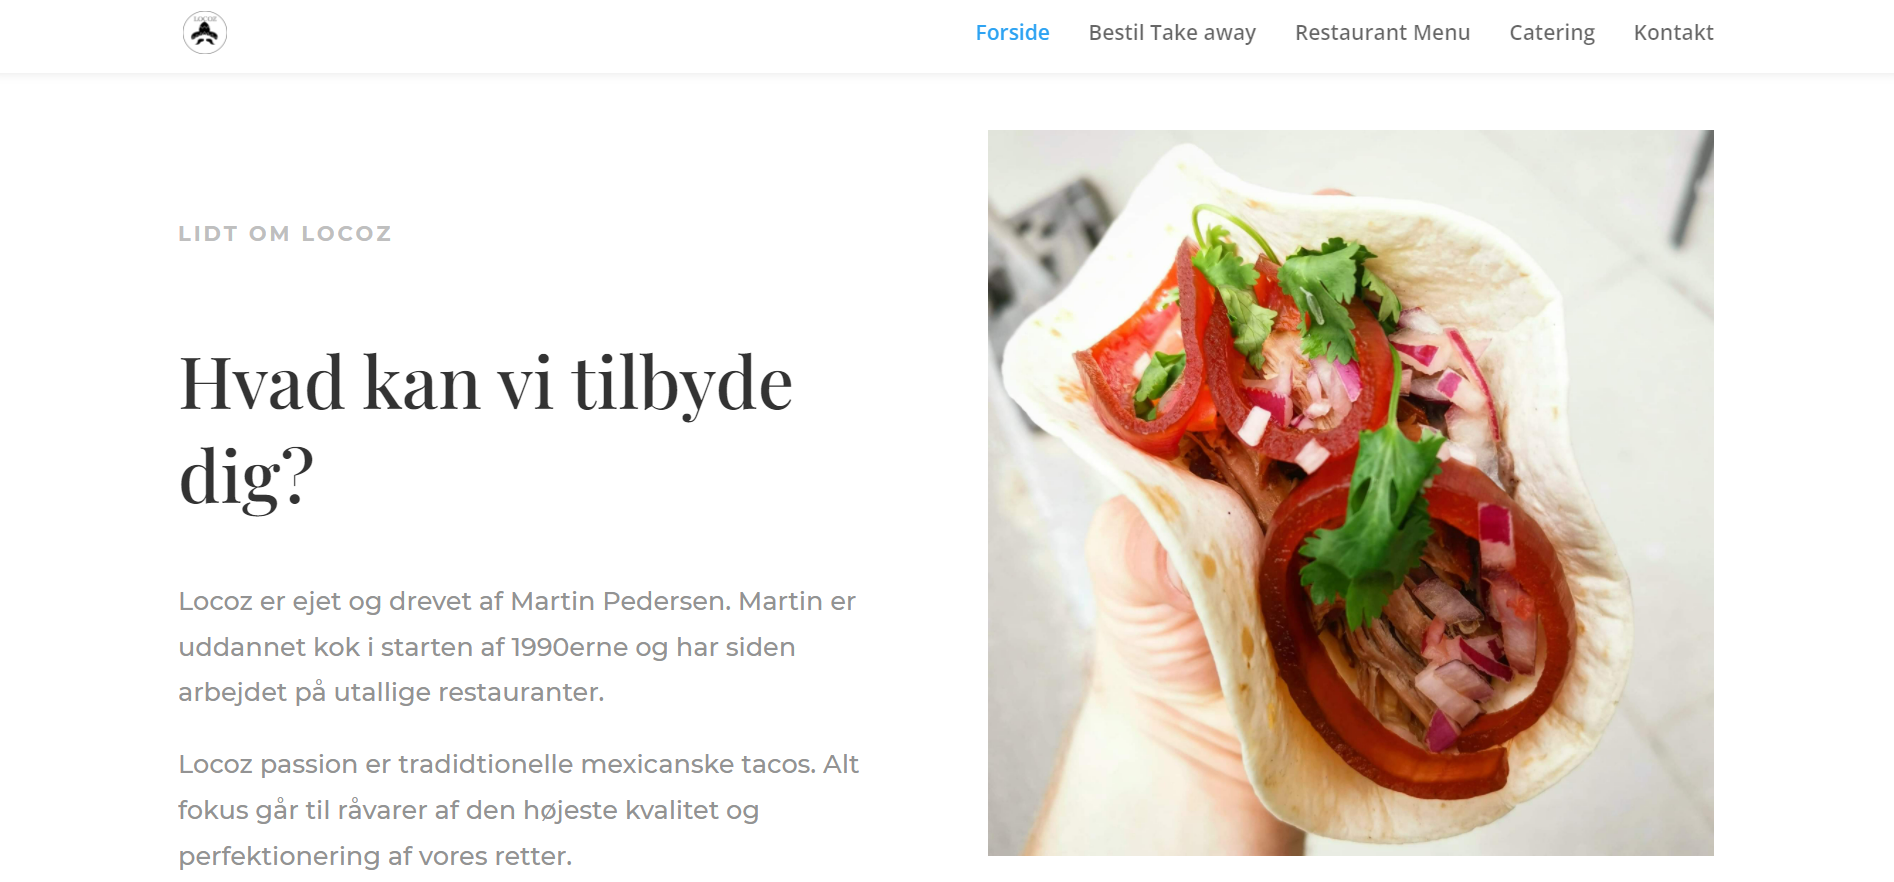 LOCOZ
Forside
Bestil Take away
Restaurant Menu
Catering
Kontakt
LIDT OM LOCOZ
Hvad kan vi tilbyde
dig?
Locoz er ejet og drevet af Martin Pedersen. Martin er
uddannet kok i starten af 1990erne og har siden
arbejdet på utallige restauranter.
Locoz passion er tradidtionelle mexicanske tacos. Alt
fokus går til råvarer af den højeste kvalitet og
perfektionering af vores retter.